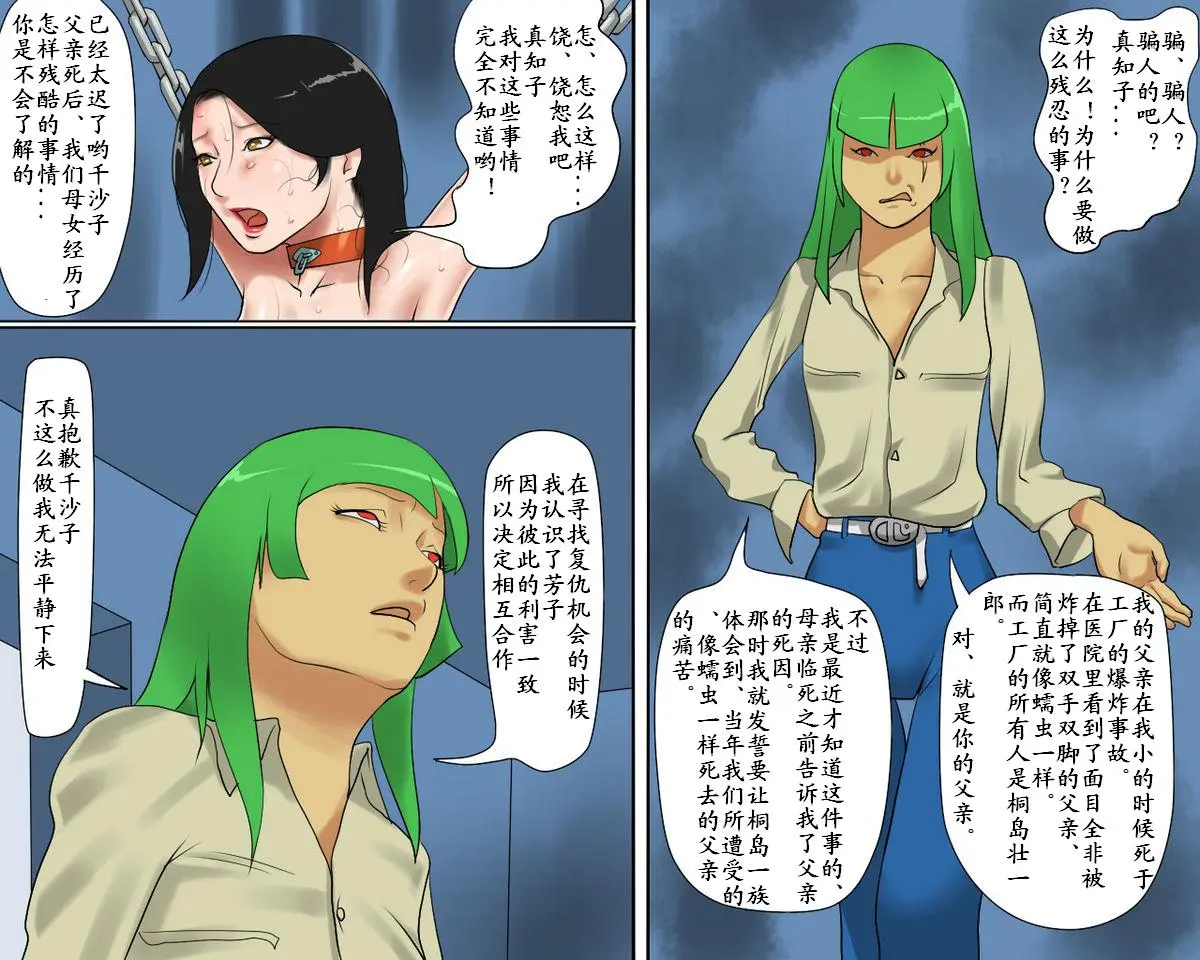 骗、骗人？
骗人的吧？
真知子･･･
为什么！为什么要做
这么残忍的事？
我的父亲在我小的时候死于
工厂的爆炸事故。
在医院里看到了面目全非被
炸掉了双手双脚的父亲、
简直就像蠕虫一样。
而工厂的所有人是桐岛壮一
郎。
对、就是你的父亲。
不过
我是最近才知道这件事的、
母亲临死之前告诉我了父亲
的死因。
那时我就发誓要让桐岛一族
体会到、当年我们所遭受的
、像蠕虫一样死去的父亲
的痛苦。
怎、怎么这样･･･
饶、饶恕我吧
真知子
我对这些事情
完全不知道哟！
已经太迟了哟千沙子
父亲死后、我们母女经历了
怎样残酷的事情･･･
你是不会了解的
在寻找复仇机会的时候
我认识了芳子
因为彼此的利害一致
所以决定相互合作
真抱歉千沙子
不这么做我无法平静下来